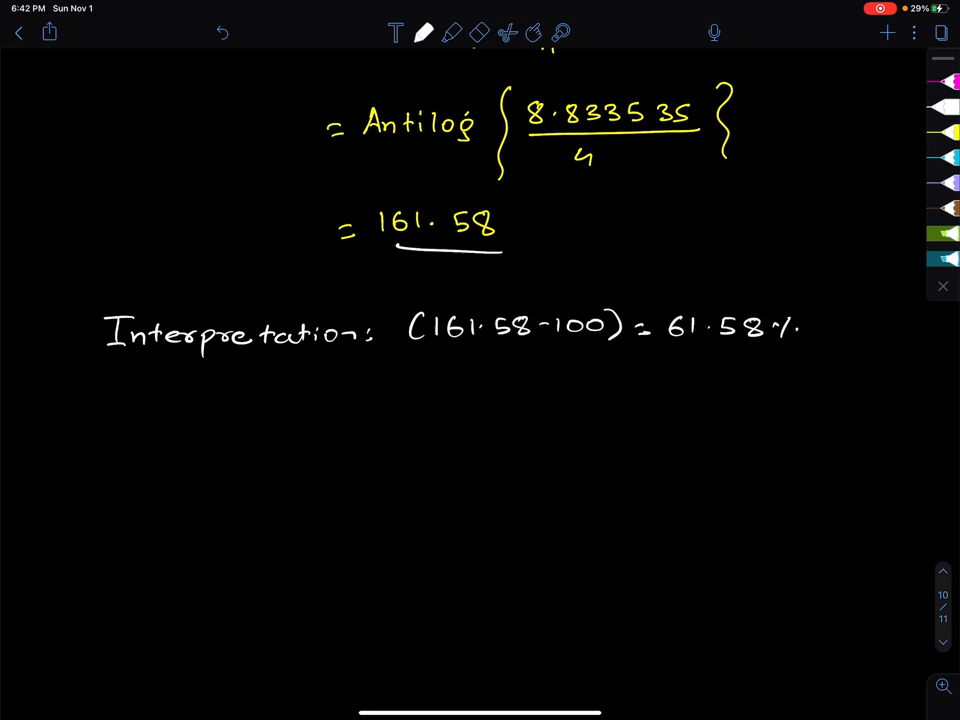 6:42 PM Sun Nov 1
29%
= Antilog { 8.833535 / 4 }
= 161.58
Interpretation: (161.58-100) = 61.58%
10
/
11